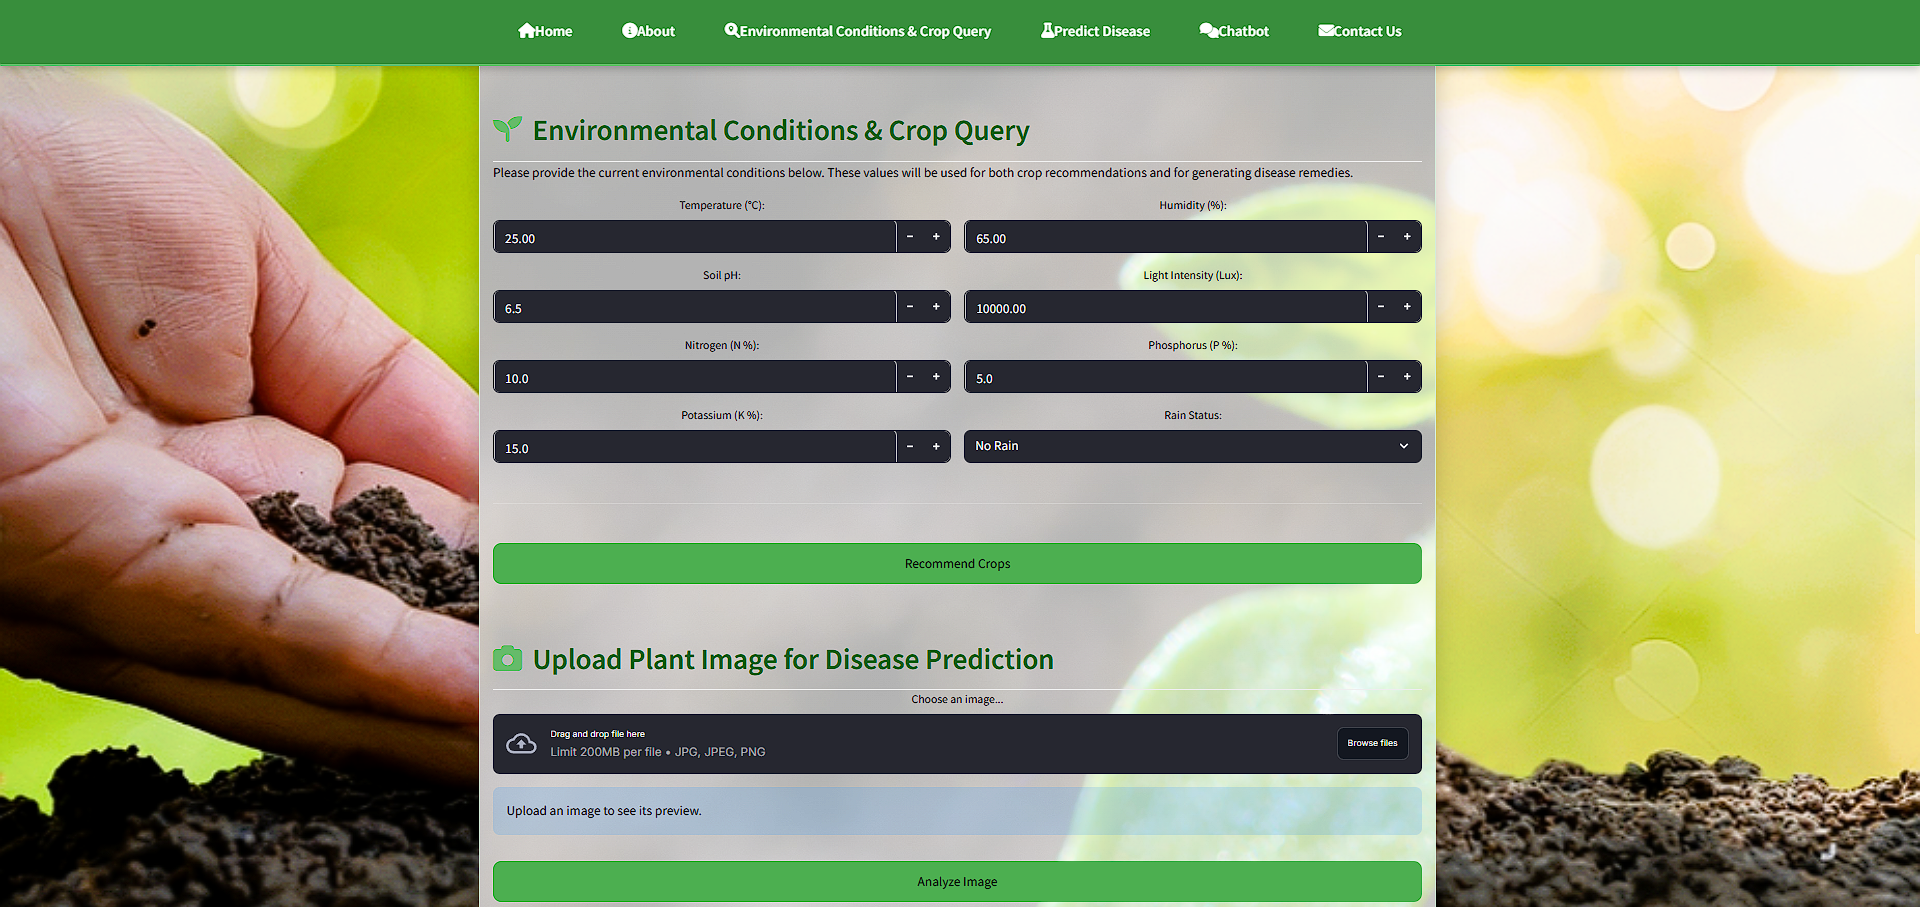 Home About Environmental Conditions & Crop Query Predict Disease Chatbot Contact Us
Environmental Conditions & Crop Query
Please provide the current environmental conditions below. These values will be used for both crop recommendations and for generating disease remedies.
Temperature (°C): Humidity (%):
25.00 - + 65.00 - +
Soil pH: Light Intensity (Lux):
6.5 - + 10000.00 - +
Nitrogen (N %): Phosphorus (P %):
10.0 - + 5.0 - +
Potassium (K %): Rain Status:
15.0 - + No Rain
Recommend Crops
Upload Plant Image for Disease Prediction
Choose an image...
Drag and drop file here
Limit 200MB per file • JPG, JPEG, PNG
Browse files
Upload an image to see its preview.
Analyze Image